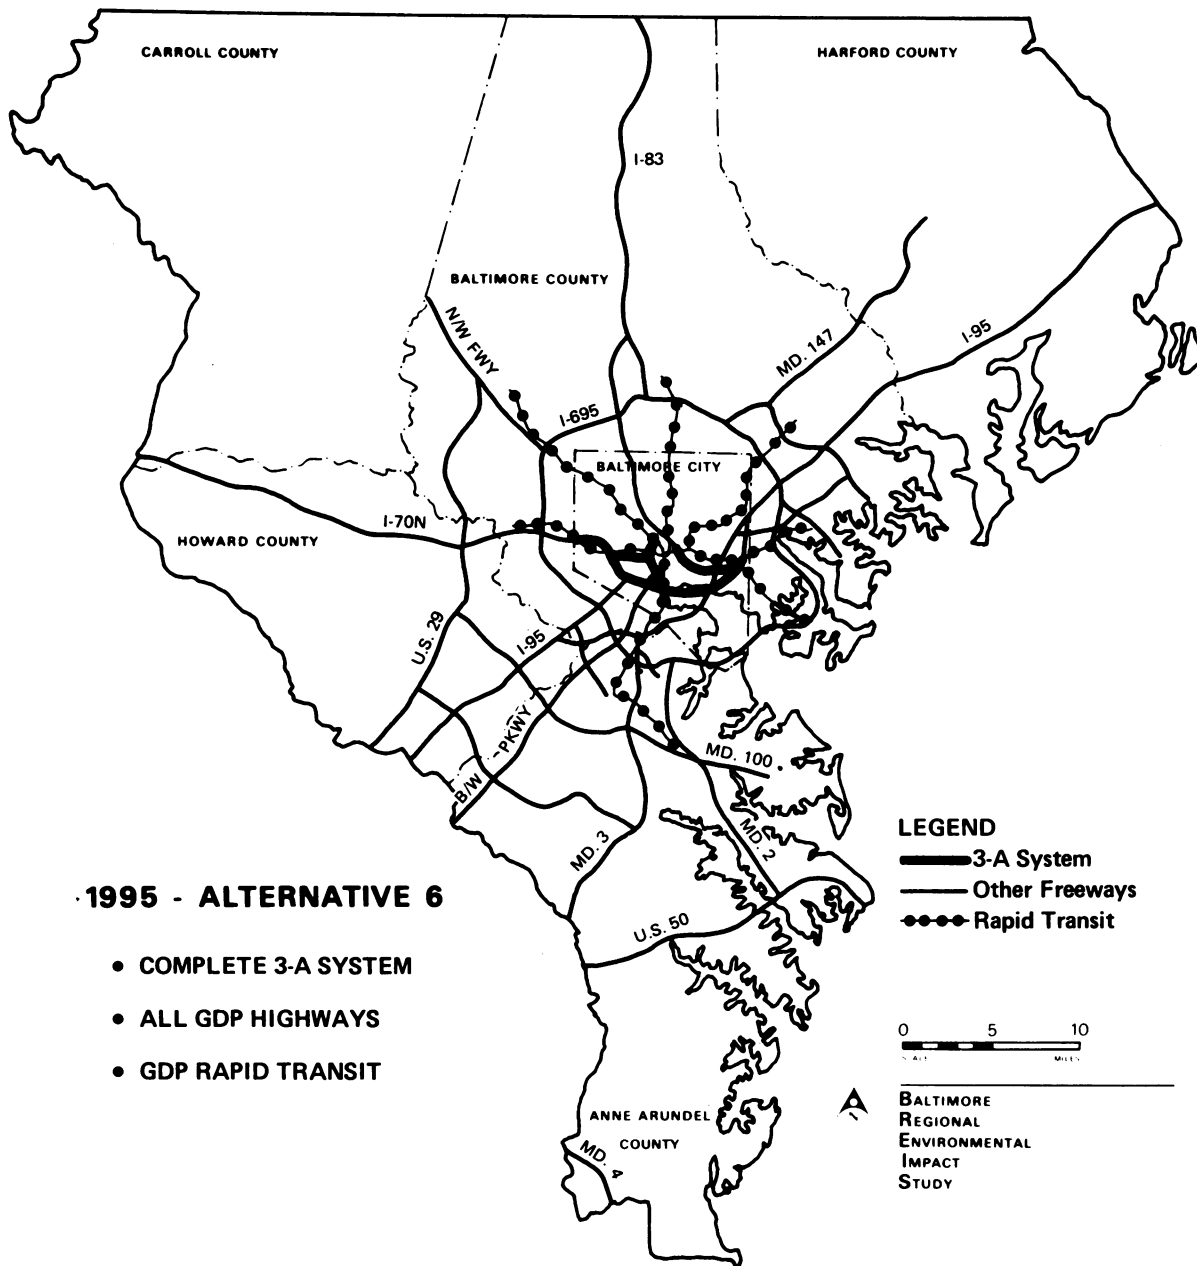 CARROLL COUNTY
HARFORD COUNTY
I-83
BALTIMORE COUNTY
N/W FWY
MD. 147
I-95
I-695
BALTIMORE CITY
I-70N
HOWARD COUNTY
U.S. 29
I-95
B/W PKWY
MD. 100
MD. 3
MD. 2
U.S. 50
ANNE ARUNDEL
COUNTY
MD. 4
1995 - ALTERNATIVE 6
• COMPLETE 3-A SYSTEM
• ALL GDP HIGHWAYS
• GDP RAPID TRANSIT
LEGEND
3-A System
Other Freeways
Rapid Transit
0 5 10
SCALE MILES
BALTIMORE
REGIONAL
ENVIRONMENTAL
IMPACT
STUDY